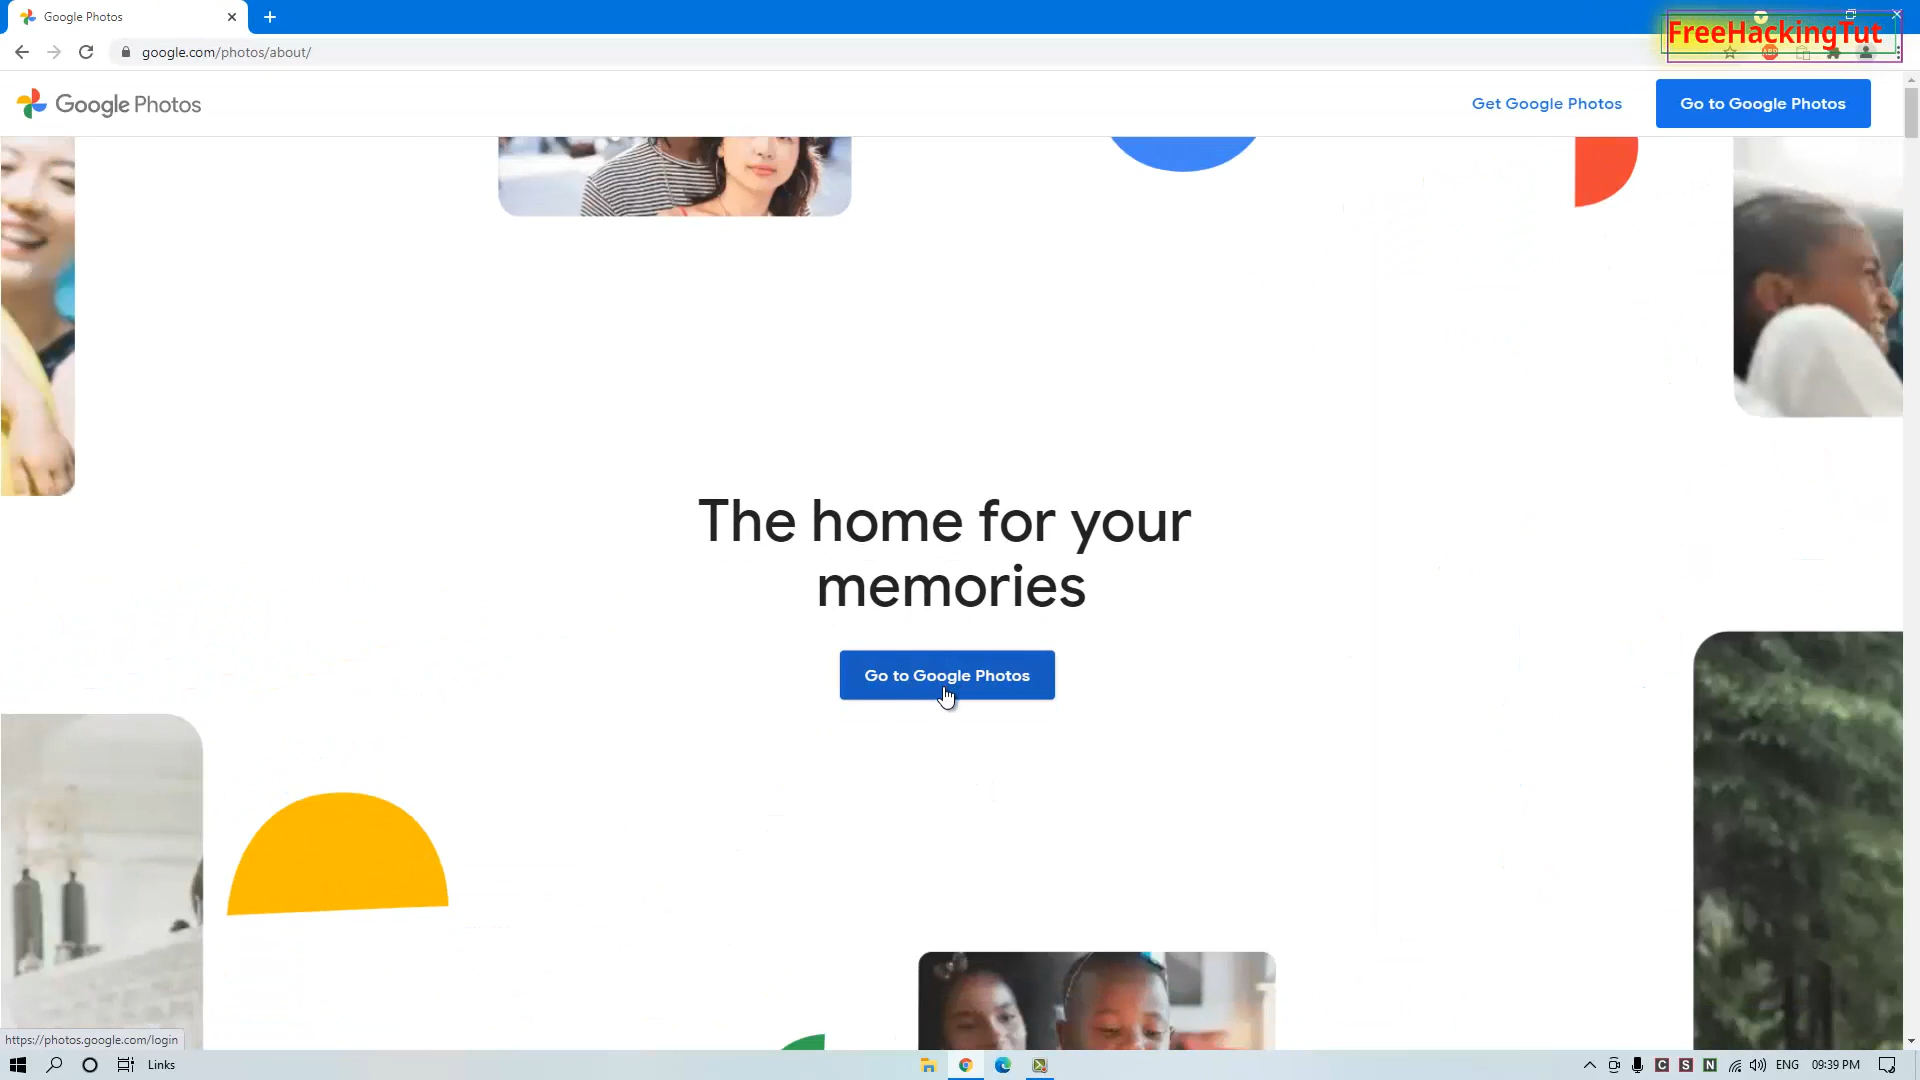 Google Photos
FreeHackingTut
google.com/photos/about/
Google Photos
Get Google Photos
Go to Google Photos
The home for your
memories
Go to Google Photos
https://photos.google.com/login
Links
C S N ENG 09:39 PM